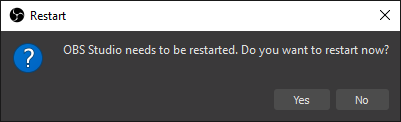 Restart
OBS Studio needs to be restarted. Do you want to restart now?
Yes
No